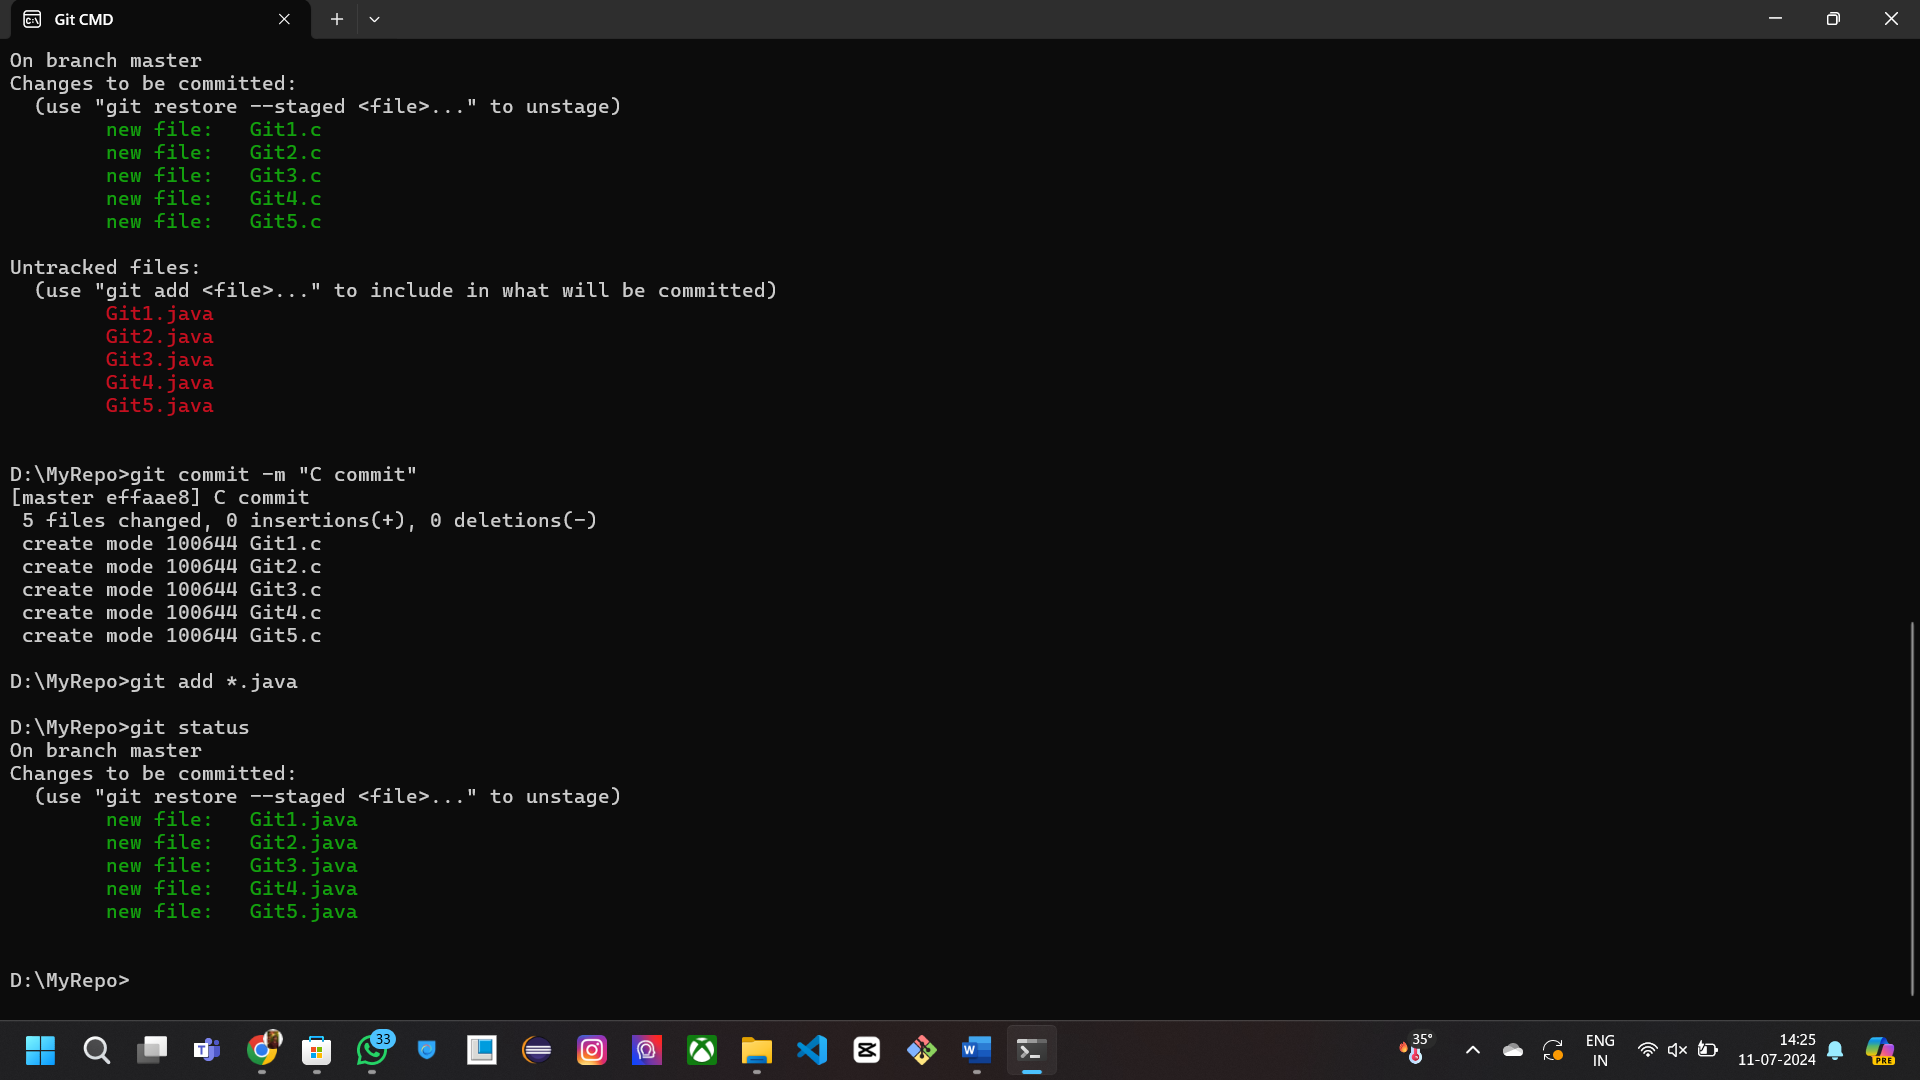 Git CMD
On branch master
Changes to be committed:
(use "git restore --staged <file>..." to unstage)
new file: Git1.c
new file: Git2.c
new file: Git3.c
new file: Git4.c
new file: Git5.c
Untracked files:
(use "git add <file>..." to include in what will be committed)
Git1.java
Git2.java
Git3.java
Git4.java
Git5.java
D:\MyRepo>git commit -m "C commit"
[master effaae8] C commit
5 files changed, 0 insertions(+), 0 deletions(-)
create mode 100644 Git1.c
create mode 100644 Git2.c
create mode 100644 Git3.c
create mode 100644 Git4.c
create mode 100644 Git5.c
D:\MyRepo>git add *.java
D:\MyRepo>git status
On branch master
Changes to be committed:
(use "git restore --staged <file>..." to unstage)
new file: Git1.java
new file: Git2.java
new file: Git3.java
new file: Git4.java
new file: Git5.java
D:\MyRepo>
33
35°
ENG
IN
14:25
11-07-2024
PRE